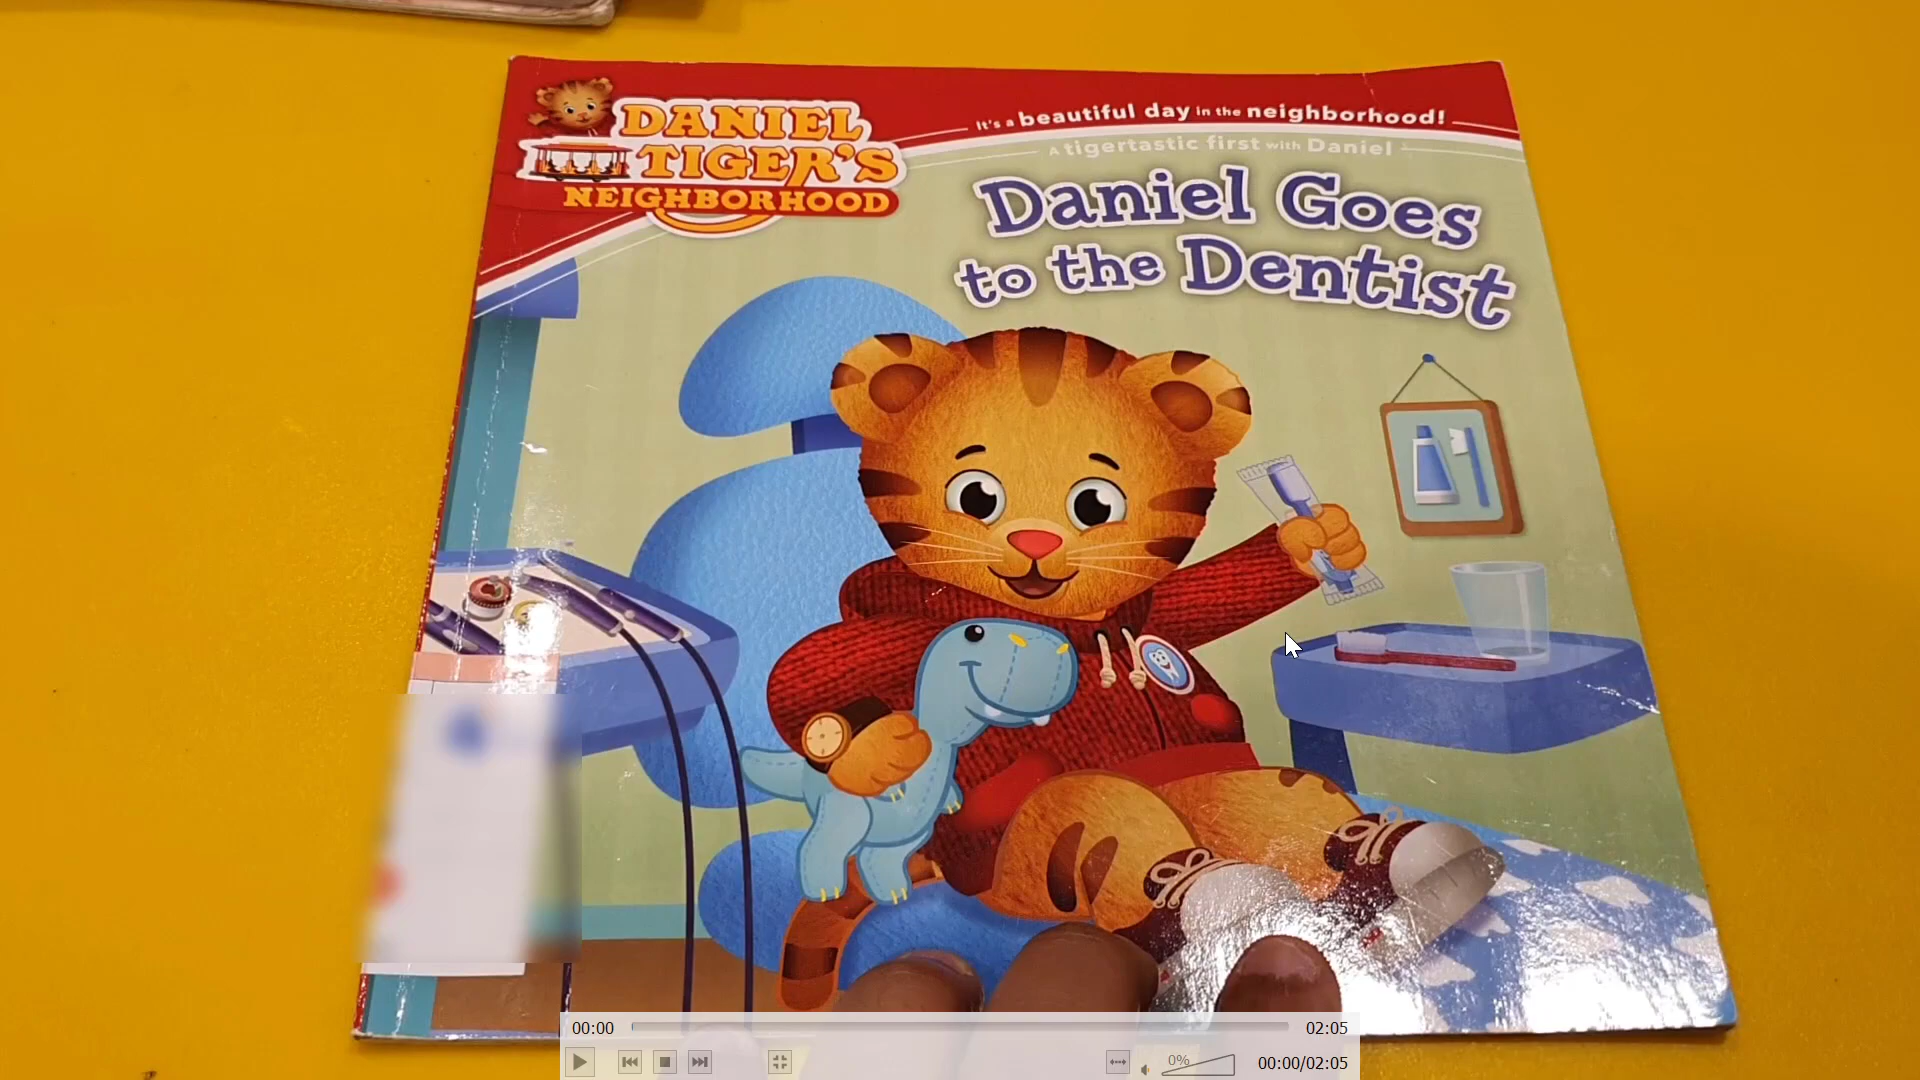 DANIEL
TIGER'S
NEIGHBORHOOD
It's a beautiful day in the neighborhood!
A tigertastic first with Daniel
Daniel Goes
to the Dentist
00:00
02:05
0%
00:00/02:05